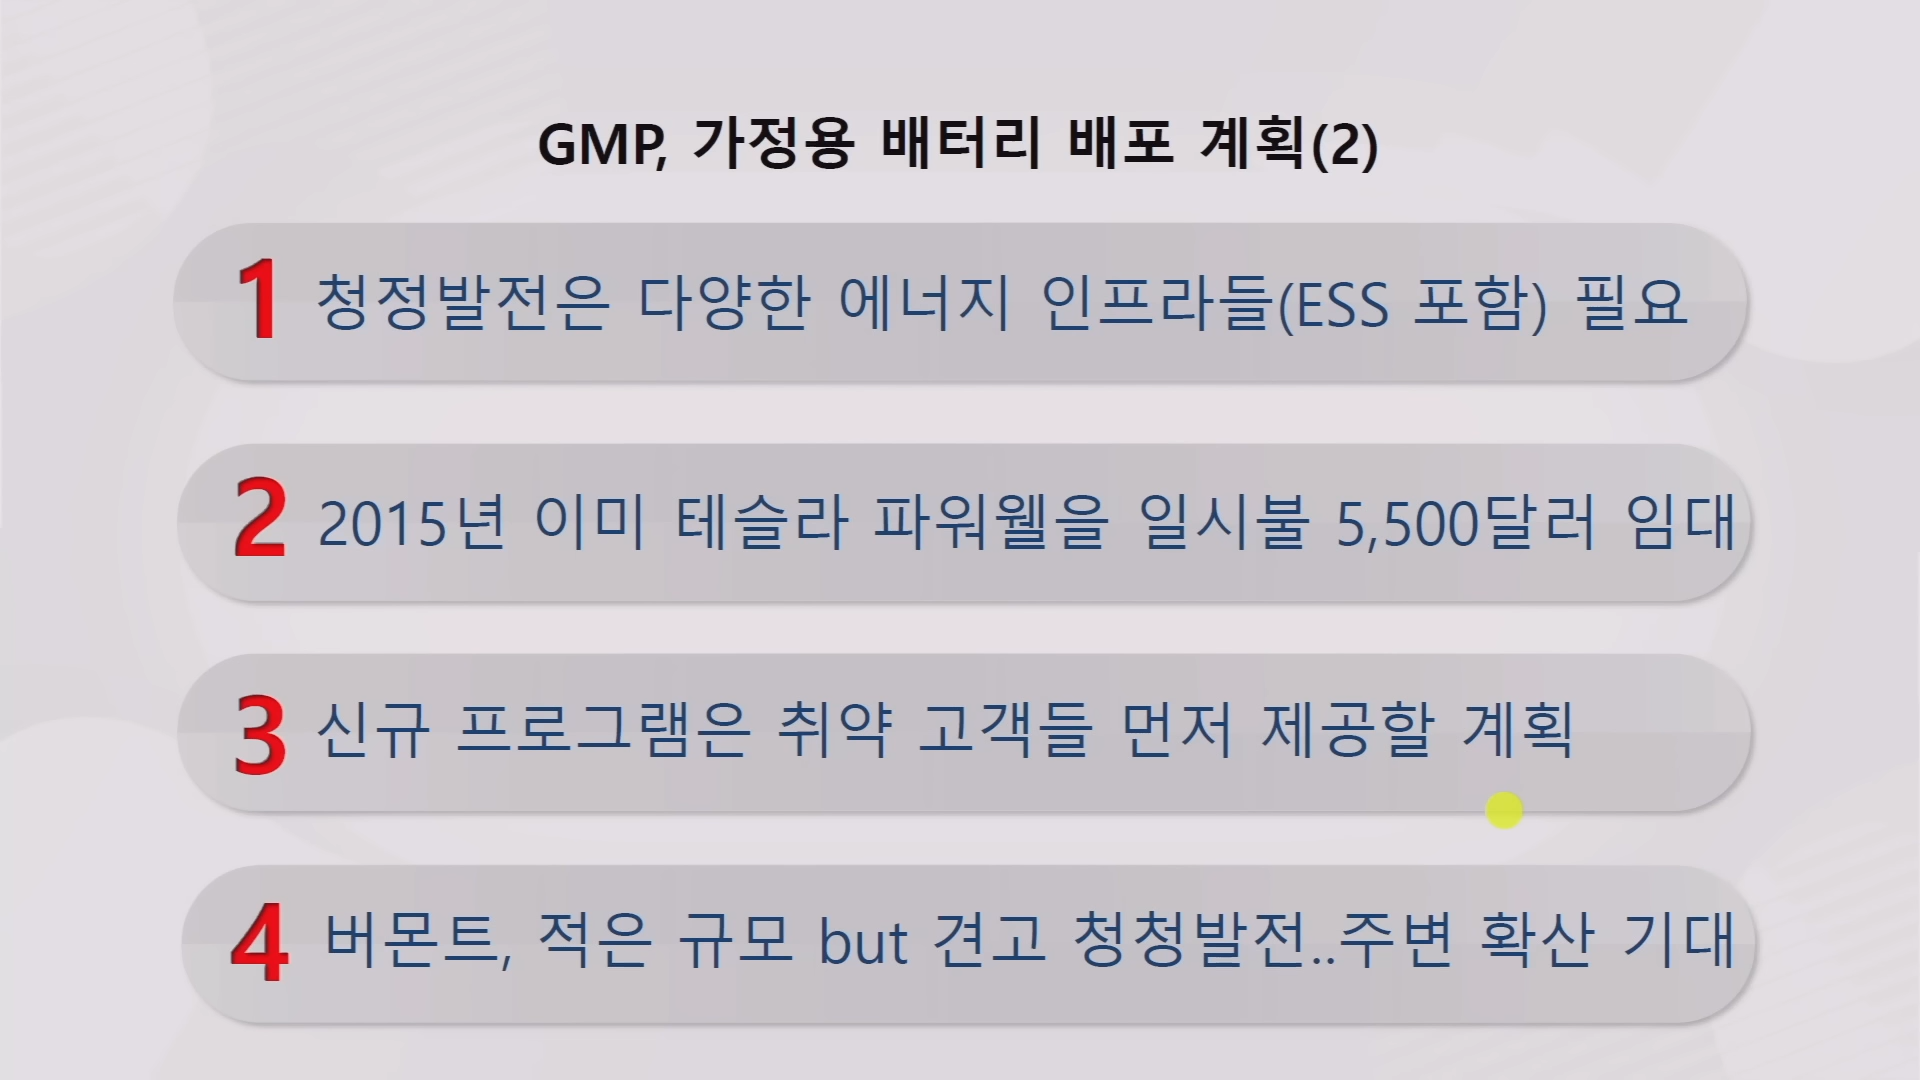 GMP, 가정용 배터리 배포 계획(2)
1 청정발전은 다양한 에너지 인프라들(ESS 포함) 필요
2 2015년 이미 테슬라 파워웰을 일시불 5,500달러 임대
3 신규 프로그램은 취약 고객들 먼저 제공할 계획
4 버몬트, 적은 규모 but 견고 청청발전..주변 확산 기대